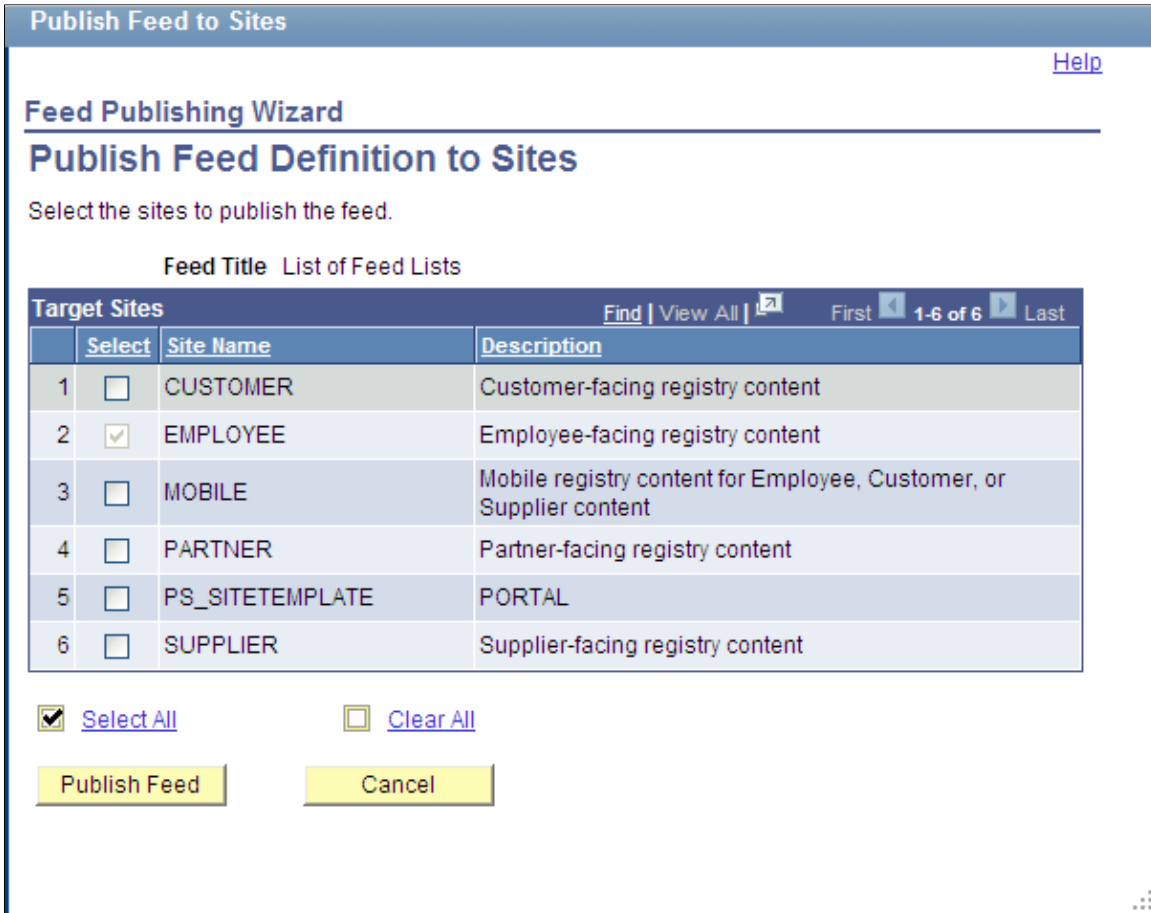 Publish Feed to Sites
Help
Feed Publishing Wizard
Publish Feed Definition to Sites
Select the sites to publish the feed.
Feed Title List of Feed Lists
Target Sites Find | View All | First 1-6 of 6 Last
Select Site Name Description
1 CUSTOMER Customer-facing registry content
2 EMPLOYEE Employee-facing registry content
3 MOBILE Mobile registry content for Employee, Customer, or
Supplier content
4 PARTNER Partner-facing registry content
5 PS_SITETEMPLATE PORTAL
6 SUPPLIER Supplier-facing registry content
Select All Clear All
Publish Feed Cancel